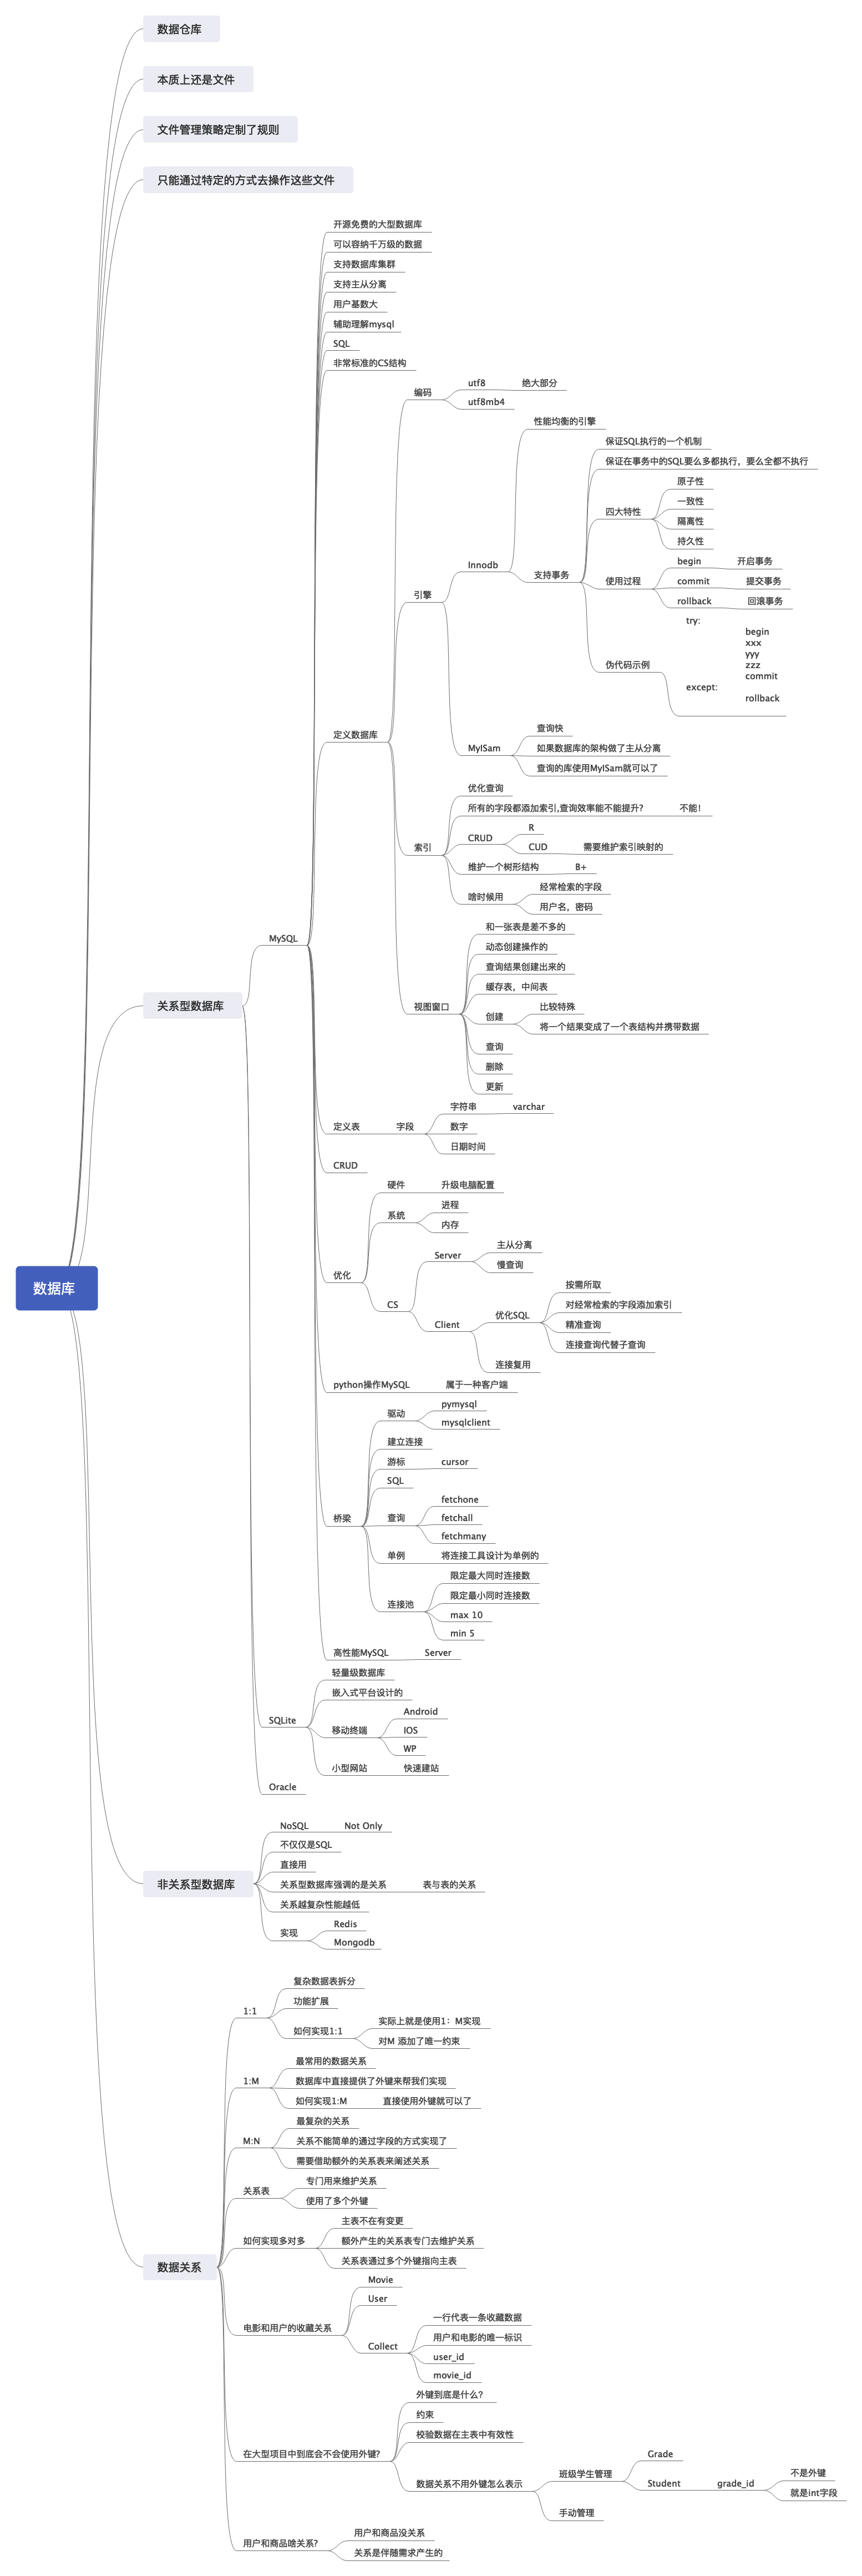 数据仓库
本质上还是文件
文件管理策略定制了规则
只能通过特定的方式去操作这些文件
开源免费的大型数据库
可以容纳千万级的数据
支持数据库集群
支持主从分离
用户基数大
辅助理解mysql
SQL
非常标准的CS结构
编码
utf8
绝大部分
utf8mb4
性能均衡的引擎
保证SQL执行的一个机制
保证在事务中的SQL要么多都执行，要么全都不执行
四大特性
原子性
一致性
隔离性
持久性
Innodb
支持事务
使用过程
begin
开启事务
commit
提交事务
rollback
回滚事务
引擎
try:
begin
xxx
yyy
zzz
commit
except:
rollback
伪代码示例
定义数据库
MyISam
查询快
如果数据库的架构做了主从分离
查询的库使用MyISam就可以了
优化查询
所有的字段都添加索引,查询效率能不能提升?
不能！
索引
CRUD
R
CUD
需要维护索引映射的
维护一个树形结构
B+
啥时候用
经常检索的字段
用户名，密码
MySQL
和一张表是差不多的
动态创建操作的
查询结果创建出来的
缓存表，中间表
视图窗口
创建
比较特殊
将一个结果变成了一个表结构并携带数据
查询
删除
更新
关系型数据库
定义表
字段
字符串
varchar
数字
日期时间
CRUD
硬件
升级电脑配置
系统
进程
内存
优化
Server
主从分离
慢查询
CS
Client
优化SQL
按需所取
对经常检索的字段添加索引
精准查询
连接查询代替子查询
连接复用
数据库
python操作MySQL
属于一种客户端
驱动
pymysql
mysqlclient
建立连接
游标
cursor
SQL
桥梁
查询
fetchone
fetchall
fetchmany
单例
将连接工具设计为单例的
连接池
限定最大同时连接数
限定最小同时连接数
max 10
min 5
高性能MySQL
Server
SQLite
轻量级数据库
嵌入式平台设计的
移动终端
Android
IOS
WP
小型网站
快速建站
Oracle
NoSQL
Not Only
不仅仅是SQL
直接用
非关系型数据库
关系型数据库强调的是关系
表与表的关系
关系越复杂性能越低
实现
Redis
Mongodb
1:1
复杂数据表拆分
功能扩展
如何实现1:1
实际上就是使用1：M实现
对M 添加了唯一约束
1:M
最常用的数据关系
数据库中直接提供了外键来帮我们实现
如何实现1:M
直接使用外键就可以了
M:N
最复杂的关系
关系不能简单的通过字段的方式实现了
需要借助额外的关系表来阐述关系
关系表
专门用来维护关系
使用了多个外键
如何实现多对多
主表不在有变更
额外产生的关系表专门去维护关系
关系表通过多个外键指向主表
数据关系
电影和用户的收藏关系
Movie
User
Collect
一行代表一条收藏数据
用户和电影的唯一标识
user_id
movie_id
在大型项目中到底会不会使用外键?
外键到底是什么?
约束
校验数据在主表中有效性
数据关系不用外键怎么表示
班级学生管理
Grade
Student
grade_id
不是外键
就是int字段
手动管理
用户和商品啥关系?
用户和商品没关系
关系是伴随需求产生的